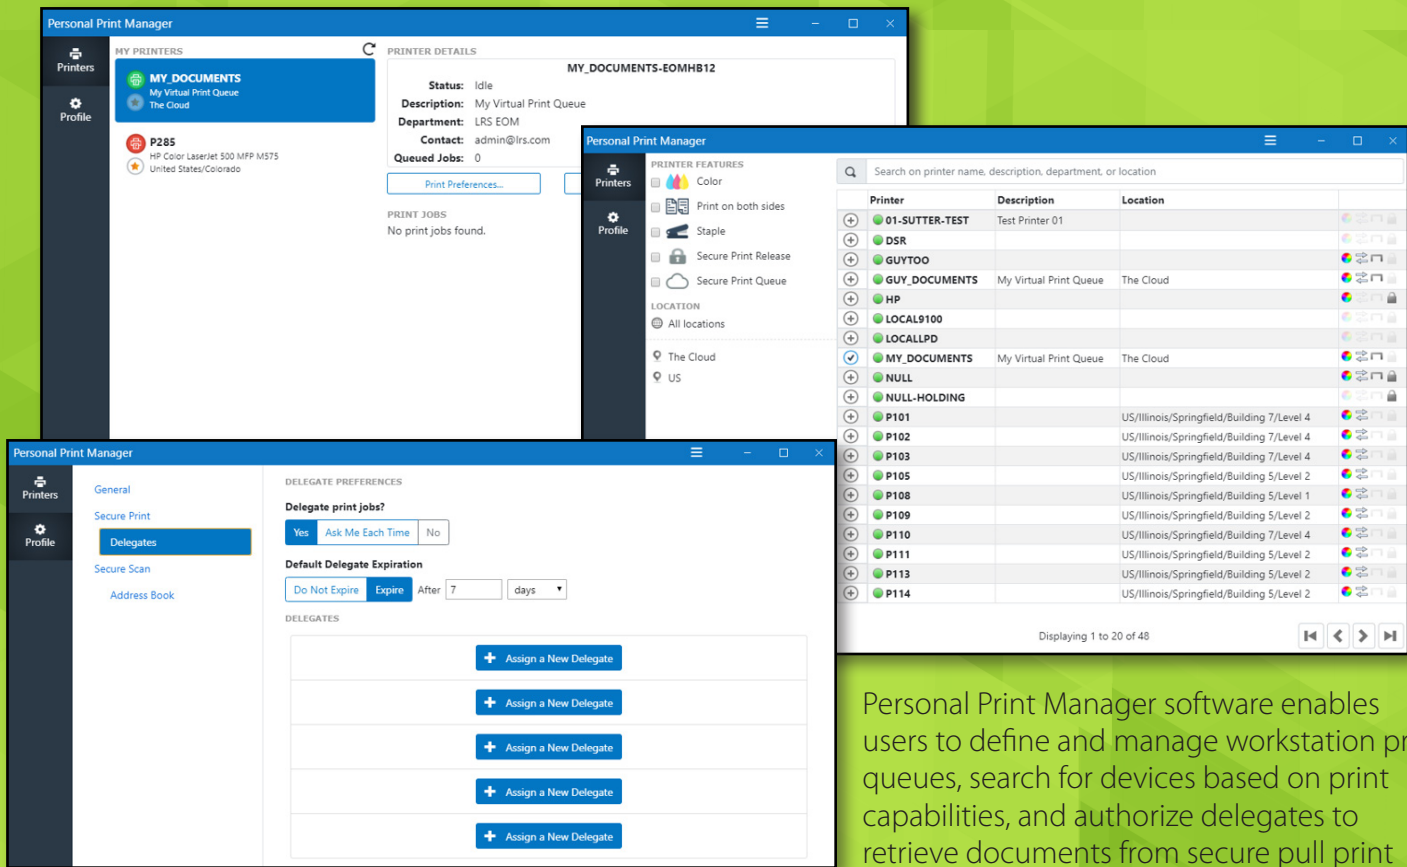 Personal Print Manager
Printers
Profile
MY PRINTERS
MY_DOCUMENTS
My Virtual Print Queue
The Cloud
P285
HP Color LaserJet 500 MFP M575
United States/Colorado
PRINTER DETAILS
MY_DOCUMENTS-EOMHB12
Status: Idle
Description: My Virtual Print Queue
Department: LRS EOM
Contact: admin@lrs.com
Queued Jobs: 0
Print Preferences...
PRINT JOBS
No print jobs found.
Personal Print Manager
Printers
Profile
PRINTER FEATURES
Color
Print on both sides
Staple
Secure Print Release
Secure Print Queue
LOCATION
All locations
The Cloud
US
Search on printer name, description, department, or location
Printer Description Location
01-SUTTER-TEST Test Printer 01
DSR
GUYTOO
GUY_DOCUMENTS My Virtual Print Queue The Cloud
HP
LOCAL9100
LOCALLPD
MY_DOCUMENTS My Virtual Print Queue The Cloud
NULL
NULL-HOLDING
P101 US/Illinois/Springfield/Building 7/Level 4
P102 US/Illinois/Springfield/Building 7/Level 4
P103 US/Illinois/Springfield/Building 7/Level 4
P105 US/Illinois/Springfield/Building 5/Level 2
P108 US/Illinois/Springfield/Building 5/Level 1
P109 US/Illinois/Springfield/Building 5/Level 2
P110 US/Illinois/Springfield/Building 7/Level 4
P111 US/Illinois/Springfield/Building 5/Level 2
P113 US/Illinois/Springfield/Building 5/Level 2
P114 US/Illinois/Springfield/Building 5/Level 2
Displaying 1 to 20 of 48
Personal Print Manager
Printers
Profile
General
Secure Print
Delegates
Secure Scan
Address Book
DELEGATE PREFERENCES
Delegate print jobs?
Yes Ask Me Each Time No
Default Delegate Expiration
Do Not Expire Expire After 7 days
DELEGATES
Assign a New Delegate
Assign a New Delegate
Assign a New Delegate
Assign a New Delegate
Assign a New Delegate
Personal Print Manager software enables
users to define and manage workstation pr
queues, search for devices based on print
capabilities, and authorize delegates to
retrieve documents from secure pull print